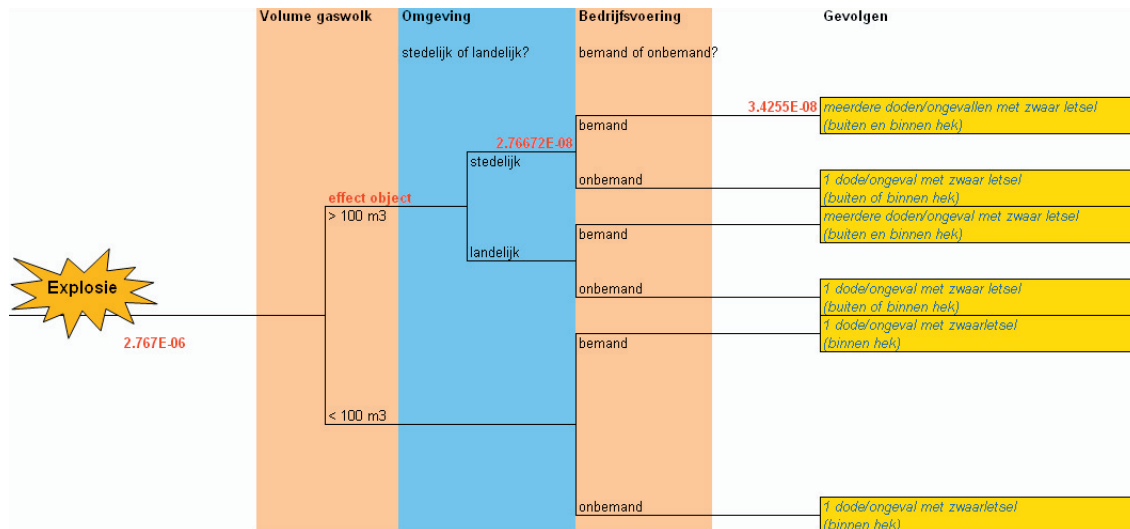 Volume gaswolk Omgeving Bedrijfsvoering Gevolgen
stedelijk of landelijk? bemand of onbemand?
3.4255E-08 meerdere doden/ongevallen met zwaar letsel
bemand (buiten en binnen hek)
2.76672E-08
stedelijk
onbemand 1 dode/ongeval met zwaar letsel
(buiten of binnen hek)
effect object
> 100 m3 meerdere doden/ongeval met zwaar letsel
bemand (buiten en binnen hek)
landelijk
Explosie onbemand 1 dode/ongeval met zwaar letsel
(buiten of binnen hek)
1 dode/ongeval met zwaarletsel
2.767E-06 bemand (binnen hek)
< 100 m3
onbemand 1 dode/ongeval met zwaarletsel
(binnen hek)